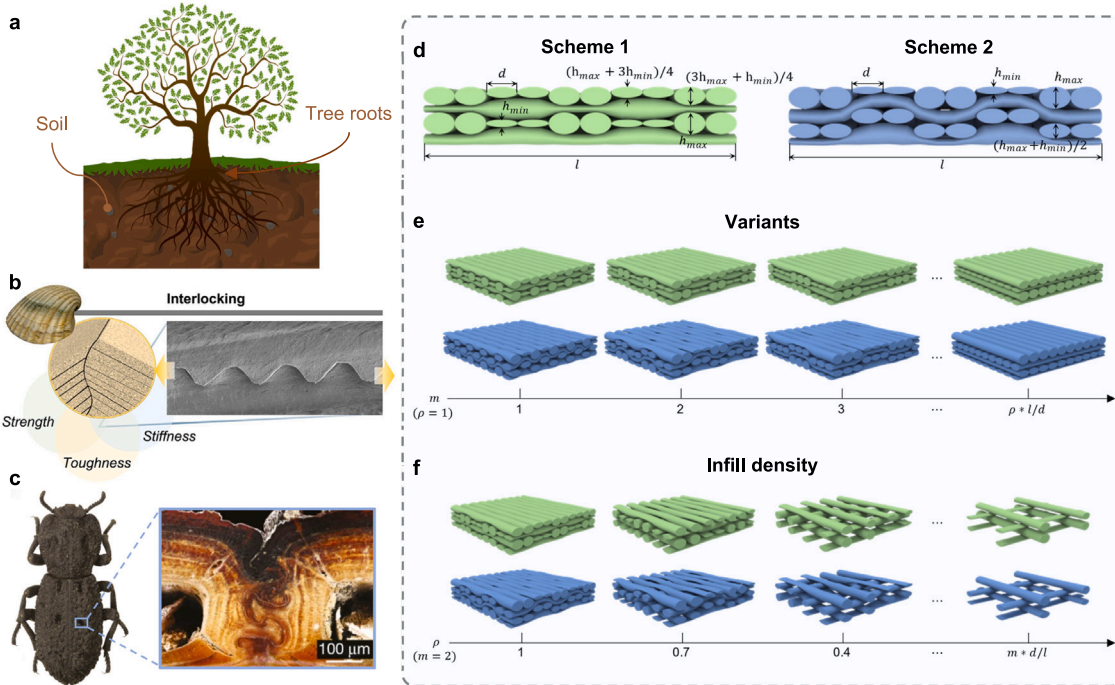 a
Soil
Tree roots
b
Interlocking
Strength
Stiffness
Toughness
c
100 μm
d
Scheme 1
Scheme 2
d
(h_max + 3h_min)/4
(3h_max + h_min)/4
h_min
h_max
l
d
h_min
h_max
(h_max + h_min)/2
l
e
Variants
...
...
m
(ρ = 1)
1
2
3
...
ρ * l/d
f
Infill density
...
...
ρ
(m = 2)
1
0.7
0.4
...
m * d/l